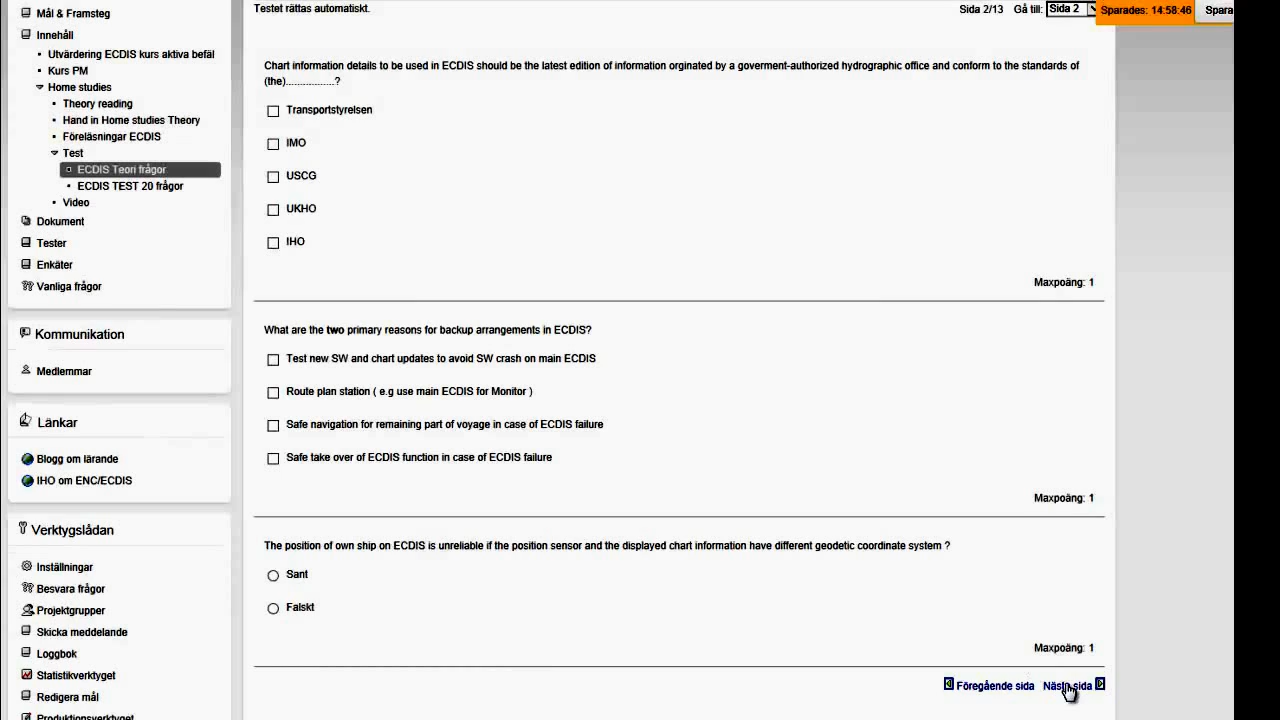 Mål & Framsteg
Innehåll
Utvärdering ECDIS kurs aktiva befäl
Kurs PM
Home studies
Theory reading
Hand in Home studies Theory
Föreläsningar ECDIS
Test
ECDIS Teori frågor
ECDIS TEST 20 frågor
Video
Dokument
Tester
Enkäter
Vanliga frågor
Kommunikation
Medlemmar
Länkar
Blogg om lärande
IHO om ENC/ECDIS
Verktygslådan
Inställningar
Besvara frågor
Projektgrupper
Skicka meddelande
Loggbok
Statistikverktyget
Redigera mål
Produktionsverktyget
Testet rättas automatiskt.
Sida 2/13 Gå till: Sida 2
Sparades: 14:58:46
Spara
Chart information details to be used in ECDIS should be the latest edition of information orginated by a goverment-authorized hydrographic office and conform to the standards of
(the)................?
Transportstyrelsen
IMO
USCG
UKHO
IHO
Maxpoäng: 1
What are the two primary reasons for backup arrangements in ECDIS?
Test new SW and chart updates to avoid SW crash on main ECDIS
Route plan station ( e.g use main ECDIS for Monitor )
Safe navigation for remaining part of voyage in case of ECDIS failure
Safe take over of ECDIS function in case of ECDIS failure
Maxpoäng: 1
The position of own ship on ECDIS is unreliable if the position sensor and the displayed chart information have different geodetic coordinate system ?
Sant
Falskt
Maxpoäng: 1
Föregående sida Nästa sida